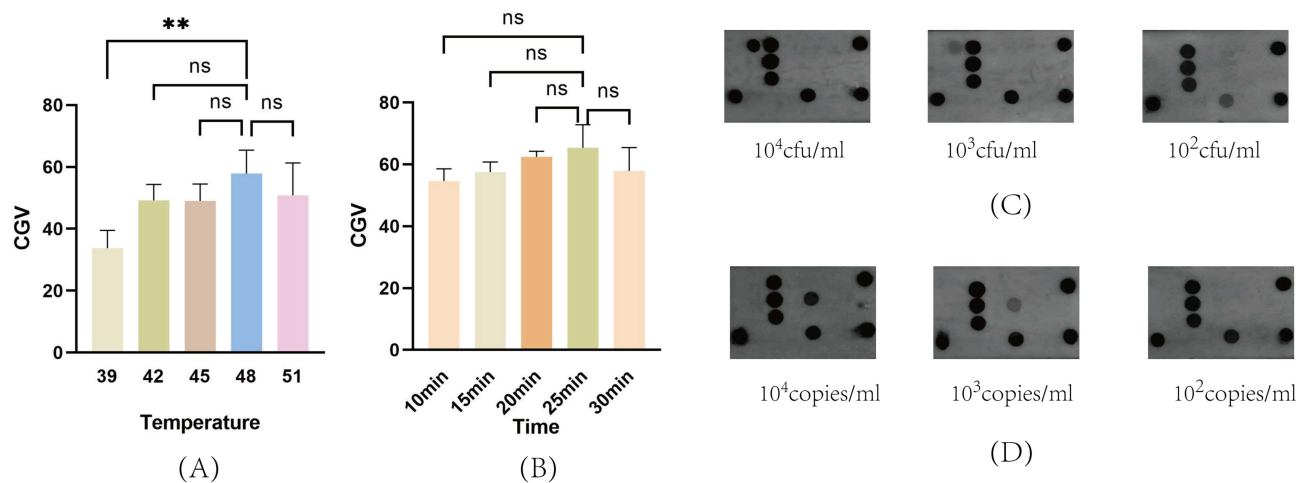 **
ns
ns
ns
80
60
40
20
0
CGV
39 42 45 48 51
Temperature
(A)
ns
ns
ns
ns
80
60
40
20
0
CGV
10min 15min 20min 25min 30min
Time
(B)
10⁴cfu/ml 10³cfu/ml 10²cfu/ml
(C)
10⁴copies/ml 10³copies/ml 10²copies/ml
(D)